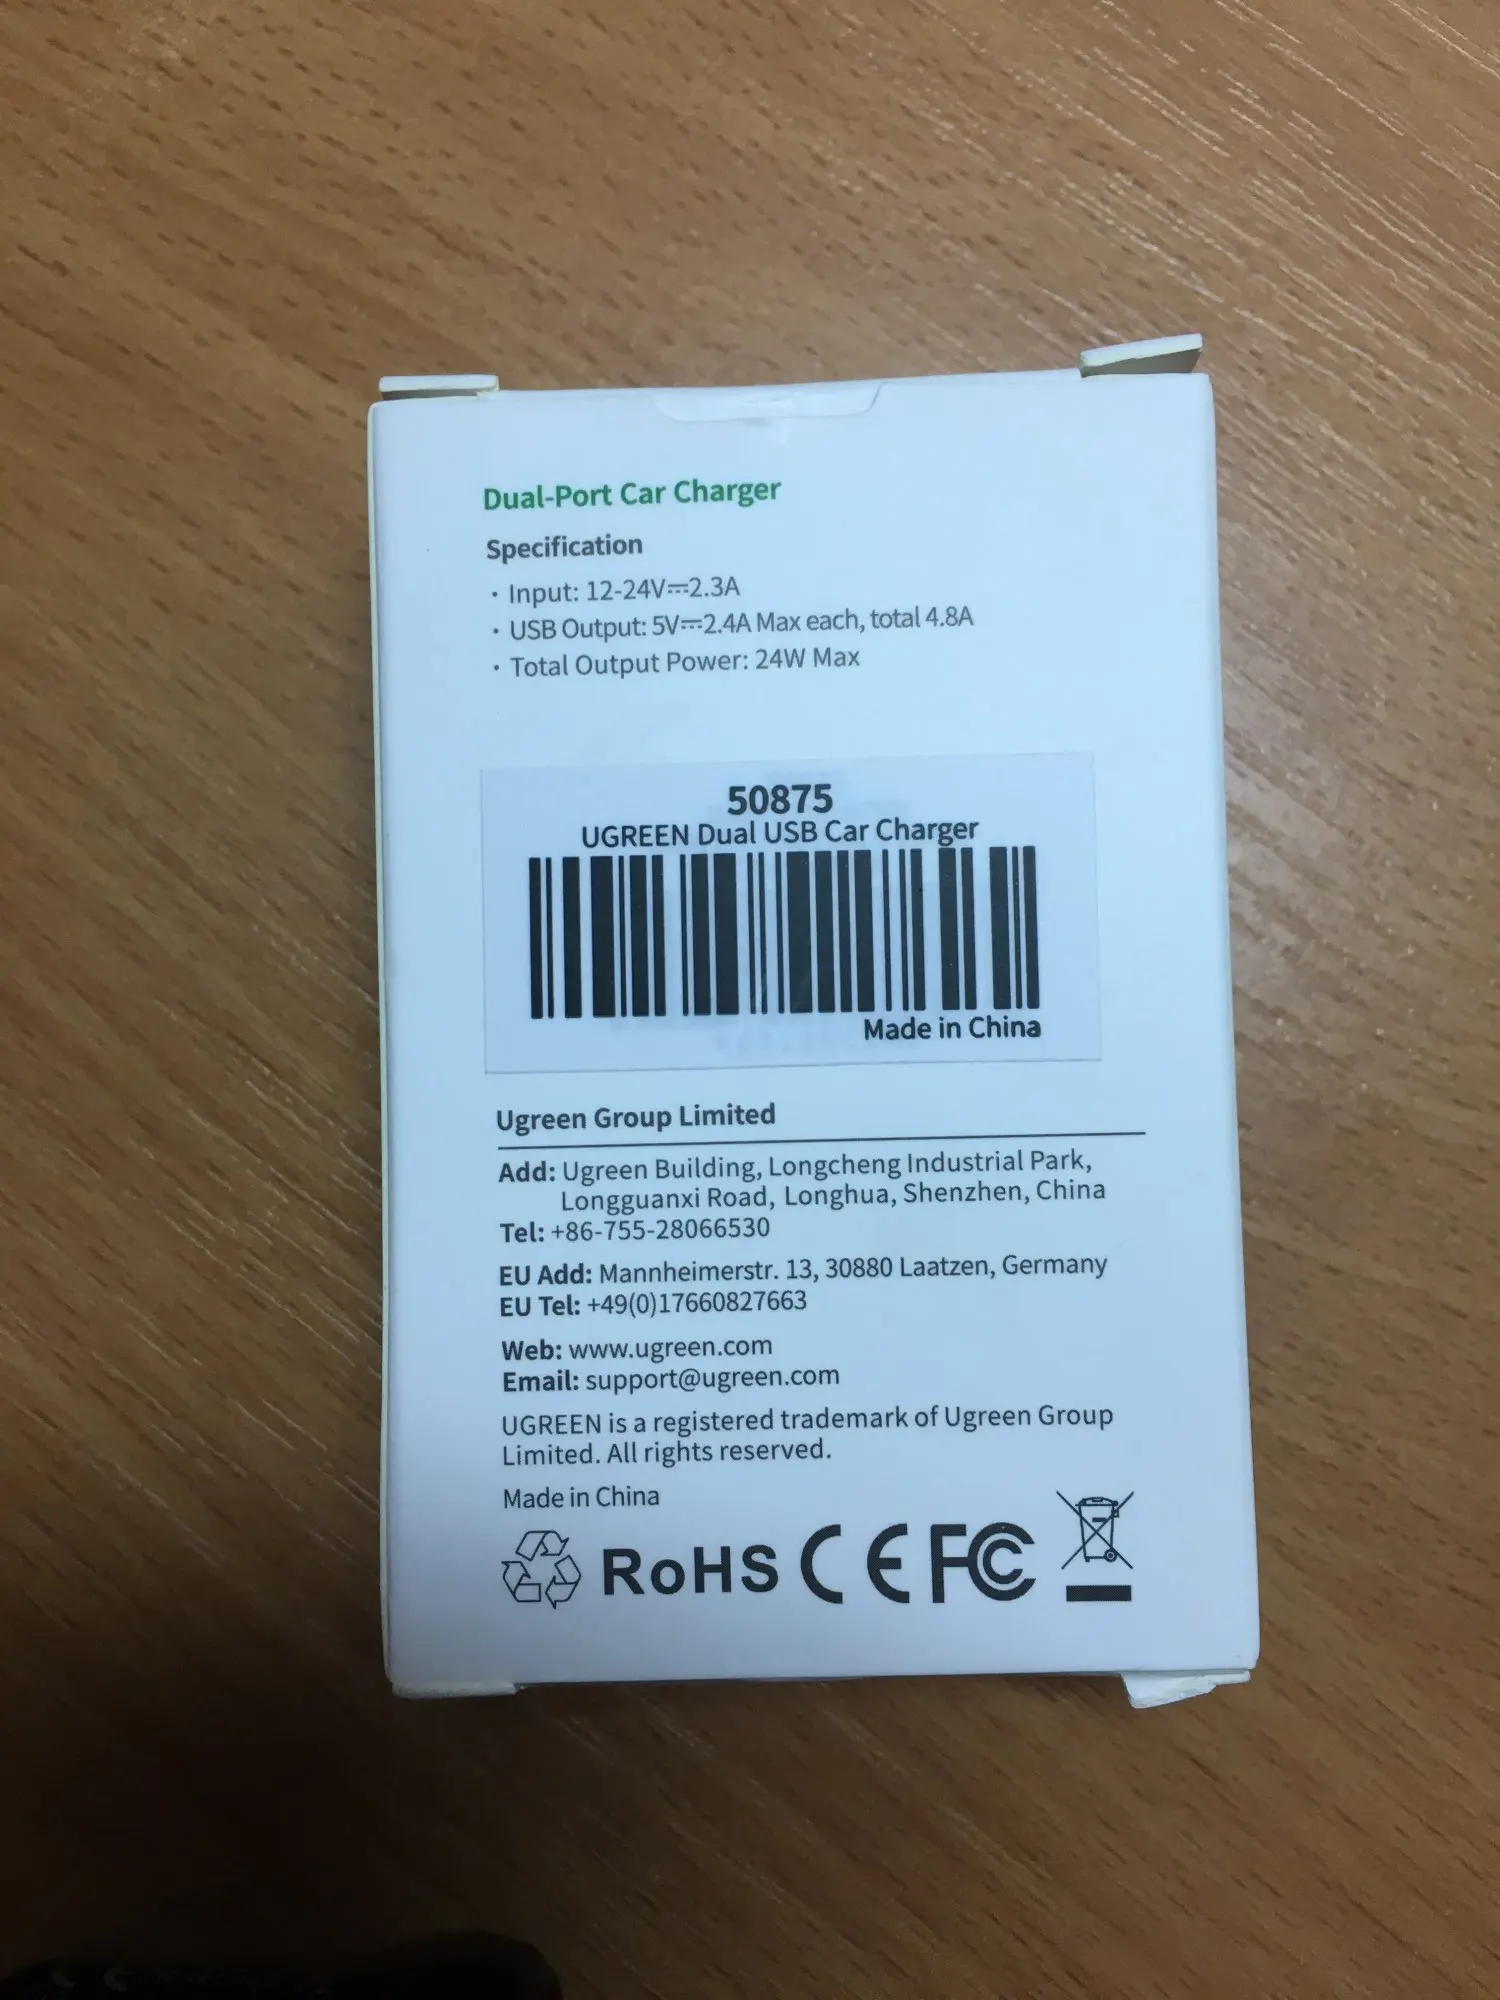 Dual-Port Car Charger
Specification
· Input: 12-24V⎓2.3A
· USB Output: 5V⎓2.4A Max each, total 4.8A
· Total Output Power: 24W Max
50875
UGREEN Dual USB Car Charger
Made in China
Ugreen Group Limited
Add: Ugreen Building, Longcheng Industrial Park,
Longguanxi Road, Longhua, Shenzhen, China
Tel: +86-755-28066530
EU Add: Mannheimerstr. 13, 30880 Laatzen, Germany
EU Tel: +49(0)17660827663
Web: www.ugreen.com
Email: support@ugreen.com
UGREEN is a registered trademark of Ugreen Group
Limited. All rights reserved.
Made in China
RoHS CE FC